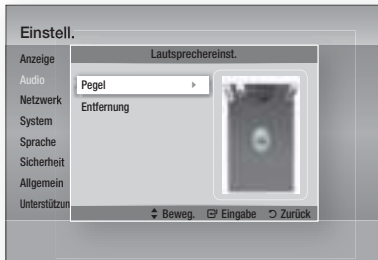 Einstell.
Anzeige
Audio
Netzwerk
System
Sprache
Sicherheit
Allgemein
Unterstützun
Lautsprechereinst.
Pegel
Entfernung
Beweg. Eingabe Zurück